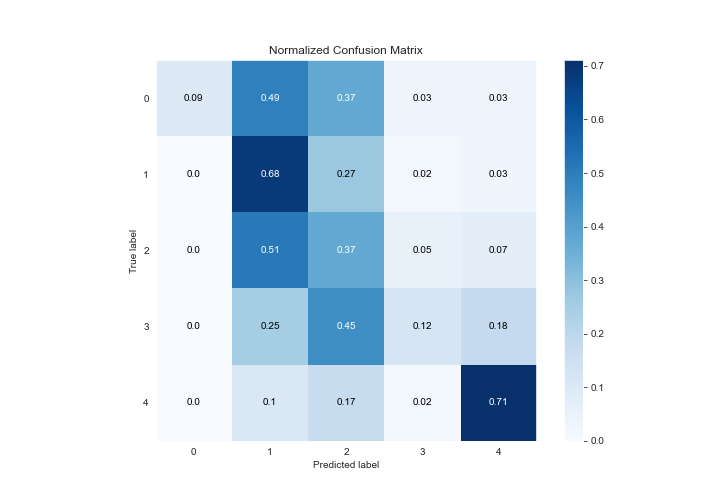 Normalized Confusion Matrix
0.7
0 0.09 0.49 0.37 0.03 0.03
0.6
1 0.0 0.68 0.27 0.02 0.03
0.5
0.4
True label
2 0.0 0.51 0.37 0.05 0.07
0.3
3 0.0 0.25 0.45 0.12 0.18
0.2
0.1
4 0.0 0.1 0.17 0.02 0.71
0.0
0 1 2 3 4
Predicted label